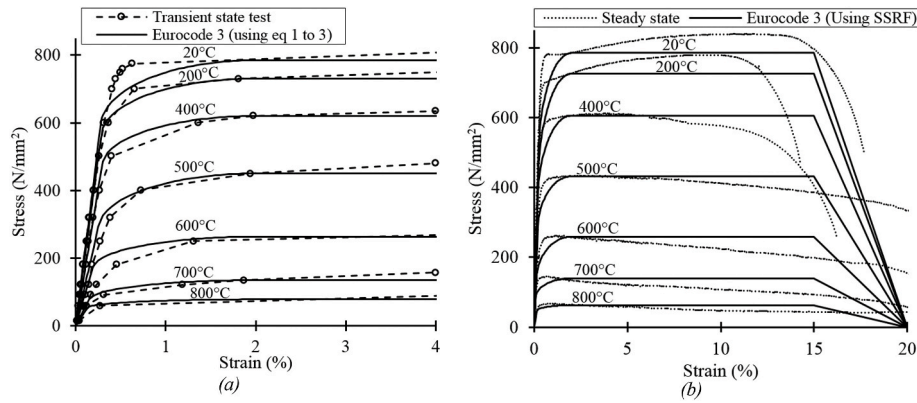 (a)
Transient state test
Eurocode 3 (using eq 1 to 3)
Stress (N/mm²)
800
600
400
200
0
20°C
200°C
400°C
500°C
600°C
700°C
800°C
0 1 2 3 4
Strain (%)
(a)
(b)
Steady state
Eurocode 3 (Using SSRF)
Stress (N/mm²)
800
600
400
200
0
20°C
200°C
400°C
500°C
600°C
700°C
800°C
0 5 10 15 20
Strain (%)
(b)